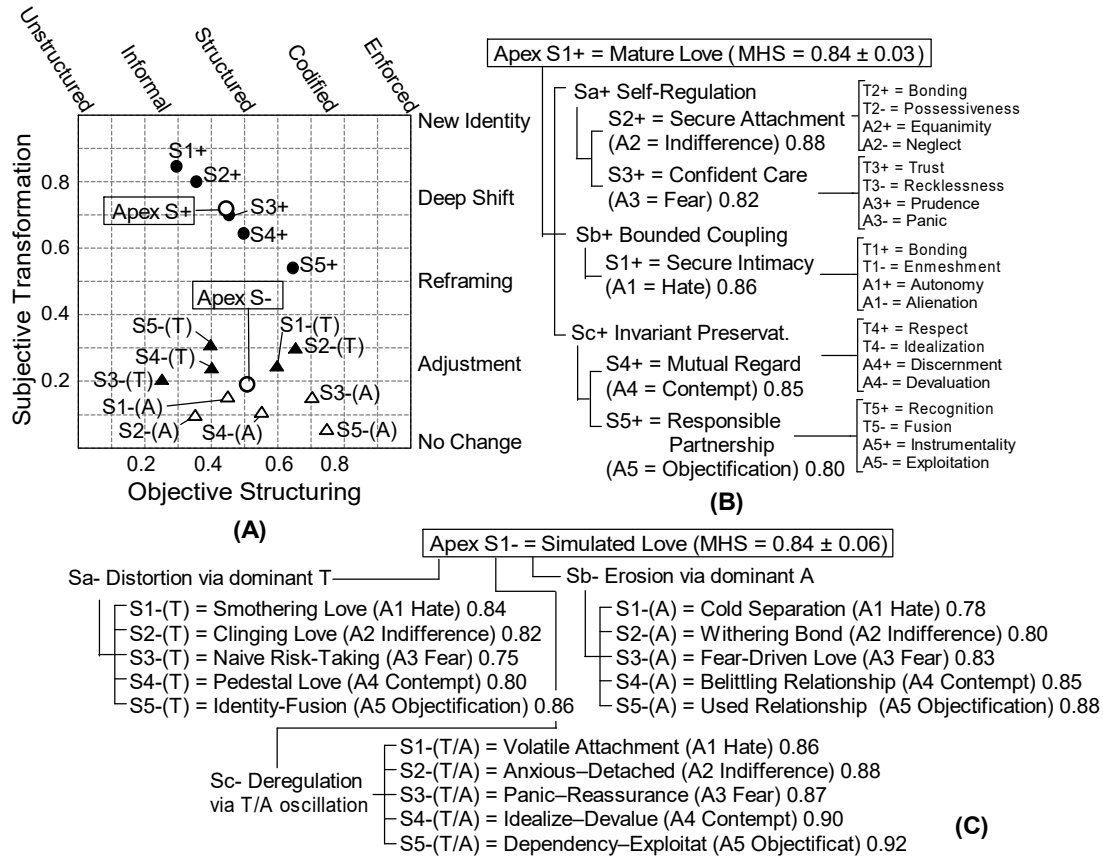 Unstructured
Informal
Structured
Codified
Enforced
Subjective Transformation
0.8
0.6
0.4
0.2
S1+
S2+
Apex S+
S3+
S4+
S5+
Apex S-
S5-(T)
S1-(T)
S2-(T)
S4-(T)
S3-(T)
S1-(A)
S3-(A)
S2-(A)
S4-(A)
S5-(A)
New Identity
Deep Shift
Reframing
Adjustment
No Change
0.2 0.4 0.6 0.8
Objective Structuring
(A)
Apex S1+ = Mature Love (MHS = 0.84 ± 0.03)
Sa+ Self-Regulation
S2+ = Secure Attachment
(A2 = Indifference) 0.88
T2+ = Bonding
T2- = Possessiveness
A2+ = Equanimity
A2- = Neglect
S3+ = Confident Care
(A3 = Fear) 0.82
T3+ = Trust
T3- = Recklessness
A3+ = Prudence
A3- = Panic
Sb+ Bounded Coupling
S1+ = Secure Intimacy
(A1 = Hate) 0.86
T1+ = Bonding
T1- = Enmeshment
A1+ = Autonomy
A1- = Alienation
Sc+ Invariant Preservat.
S4+ = Mutual Regard
(A4 = Contempt) 0.85
T4+ = Respect
T4- = Idealization
A4+ = Discernment
A4- = Devaluation
S5+ = Responsible
Partnership
(A5 = Objectification) 0.80
T5+ = Recognition
T5- = Fusion
A5+ = Instrumentality
A5- = Exploitation
(B)
Apex S1- = Simulated Love (MHS = 0.84 ± 0.06)
Sa- Distortion via dominant T
S1-(T) = Smothering Love (A1 Hate) 0.84
S2-(T) = Clinging Love (A2 Indifference) 0.82
S3-(T) = Naive Risk-Taking (A3 Fear) 0.75
S4-(T) = Pedestal Love (A4 Contempt) 0.80
S5-(T) = Identity-Fusion (A5 Objectification) 0.86
Sb- Erosion via dominant A
S1-(A) = Cold Separation (A1 Hate) 0.78
S2-(A) = Withering Bond (A2 Indifference) 0.80
S3-(A) = Fear-Driven Love (A3 Fear) 0.83
S4-(A) = Belittling Relationship (A4 Contempt) 0.85
S5-(A) = Used Relationship (A5 Objectification) 0.88
Sc- Deregulation
via T/A oscillation
S1-(T/A) = Volatile Attachment (A1 Hate) 0.86
S2-(T/A) = Anxious–Detached (A2 Indifference) 0.88
S3-(T/A) = Panic–Reassurance (A3 Fear) 0.87
S4-(T/A) = Idealize–Devalue (A4 Contempt) 0.90
S5-(T/A) = Dependency–Exploitat (A5 Objectificat) 0.92
(C)